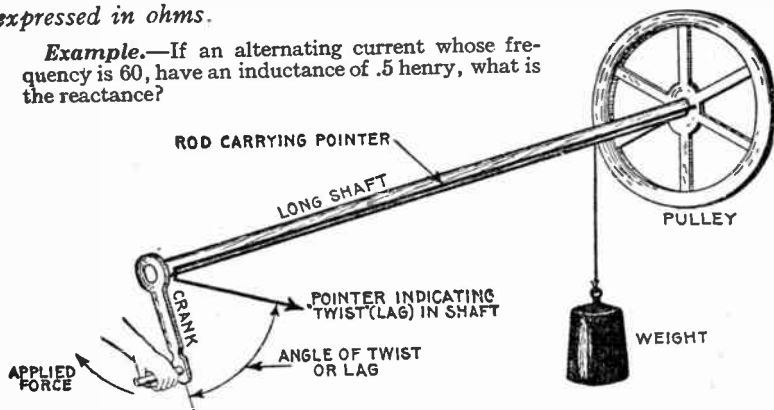 expressed in ohms.
Example.—If an alternating current whose fre-
quency is 60, have an inductance of .5 henry, what is
the reactance?
ROD CARRYING POINTER
LONG SHAFT
PULLEY
CRANK
POINTER INDICATING
"TWIST"(LAG) IN SHAFT
WEIGHT
ANGLE OF TWIST
OR LAG
APPLIED
FORCE